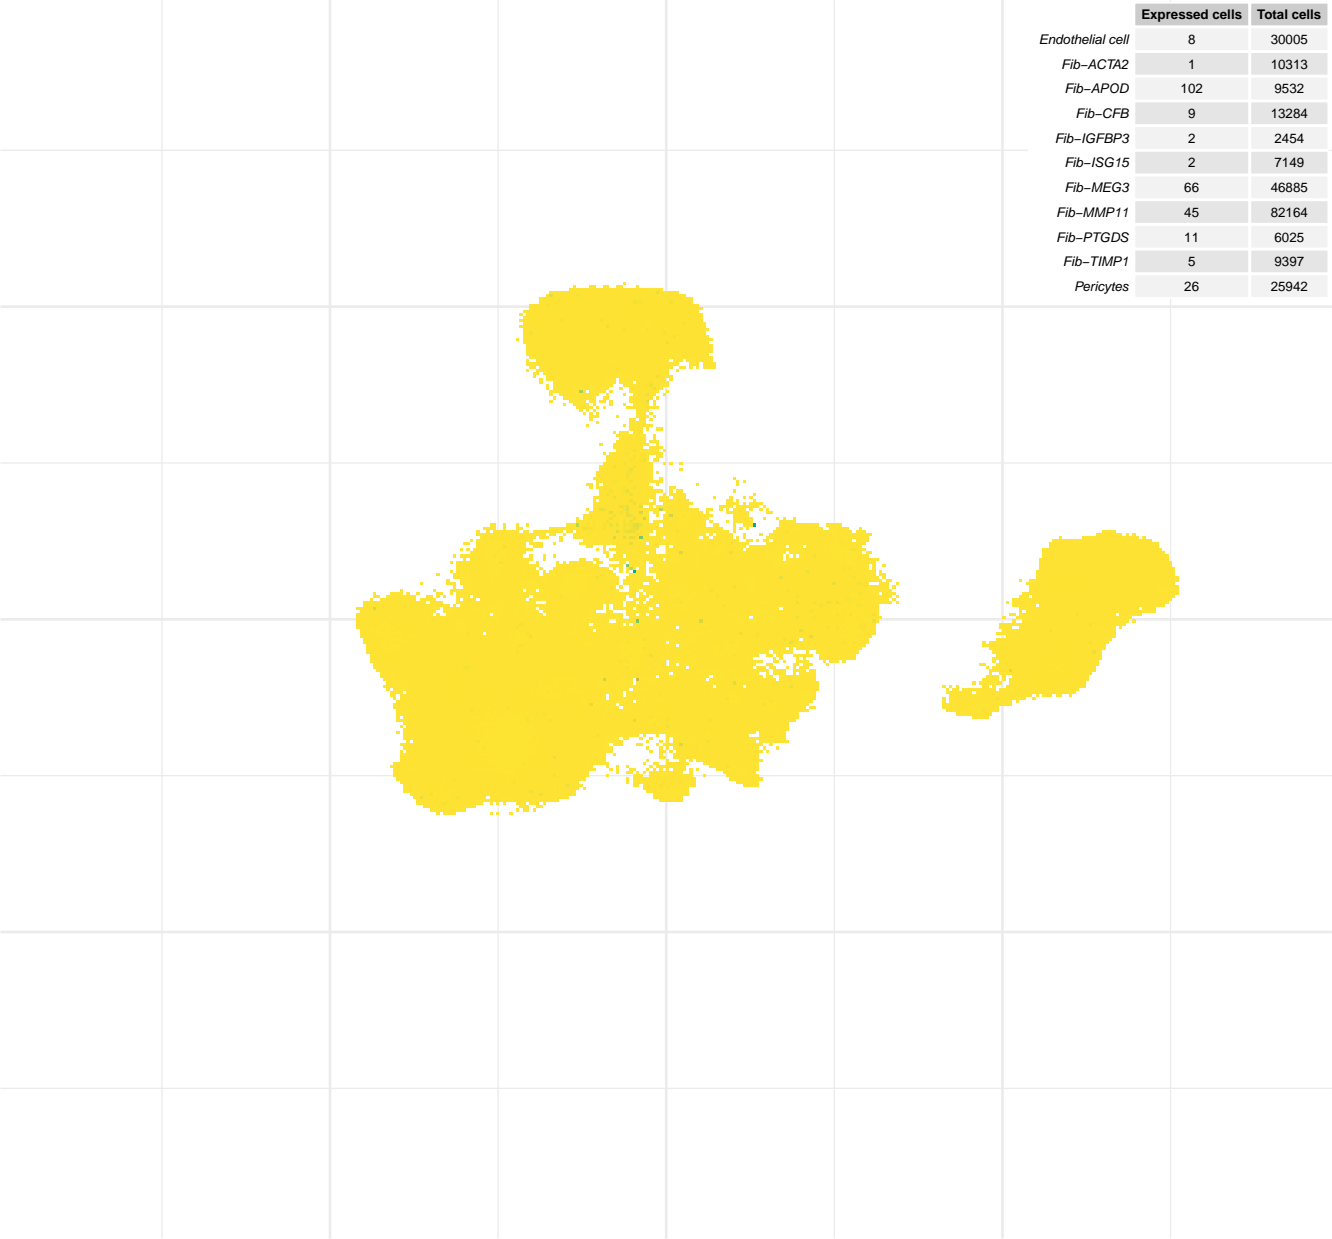 Expressed cells Total cells
Endothelial cell 8 30005
Fib−ACTA2 1 10313
Fib−APOD 102 9532
Fib−CFB 9 13284
Fib−IGFBP3 2 2454
Fib−ISG15 2 7149
Fib−MEG3 66 46885
Fib−MMP11 45 82164
Fib−PTGDS 11 6025
Fib−TIMP1 5 9397
Pericytes 26 25942